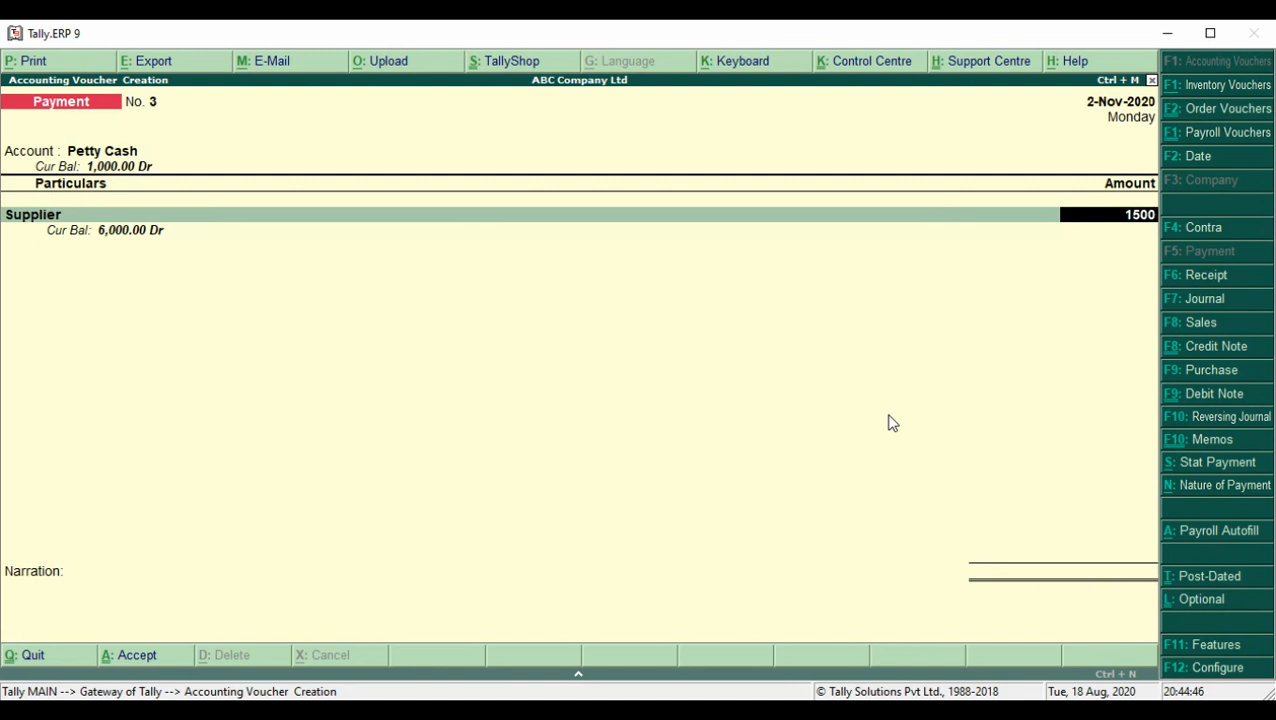 Tally.ERP 9
P: Print E: Export M: E-Mail O: Upload S: TallyShop G: Language K: Keyboard K: Control Centre H: Support Centre H: Help
Accounting Voucher Creation ABC Company Ltd Ctrl + M
Payment No. 3 2-Nov-2020
Monday
Account : Petty Cash
Cur Bal: 1,000.00 Dr
Particulars Amount
Supplier 1500
Cur Bal: 6,000.00 Dr
Narration:
Q: Quit A: Accept D: Delete X: Cancel
Ctrl + N
Tally MAIN --> Gateway of Tally --> Accounting Voucher Creation © Tally Solutions Pvt Ltd., 1988-2018 Tue, 18 Aug, 2020 20:44:46
F1: Accounting Vouchers
F1: Inventory Vouchers
F2: Order Vouchers
F1: Payroll Vouchers
F2: Date
F3: Company
F4: Contra
F5: Payment
F6: Receipt
F7: Journal
F8: Sales
F8: Credit Note
F9: Purchase
F9: Debit Note
F10: Reversing Journal
F10: Memos
S: Stat Payment
N: Nature of Payment
A: Payroll Autofill
T: Post-Dated
L: Optional
F11: Features
F12: Configure